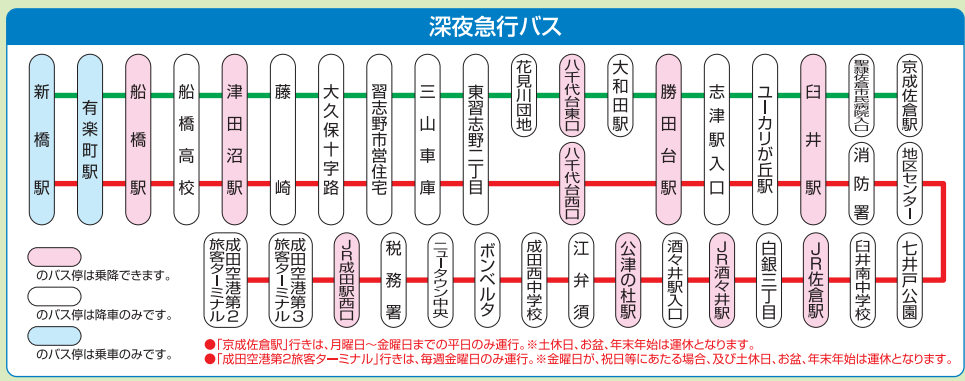 深夜急行バス
新橋駅
有楽町駅
船橋駅
船橋高校
津田沼駅
藤崎
大久保十字路
習志野市営住宅
三山車庫
東習志野二丁目
花見川団地
八千代台東口
八千代台西口
大和田駅
勝田台駅
志津駅入口
ユーカリが丘駅
臼井駅
聖隷佐倉市民病院入口
京成佐倉駅
消防署
地区センター
七井戸公園
臼井南中学校
JR佐倉駅
白銀三丁目
JR酒々井駅
酒々井駅入口
公津の杜駅
江弁須
成田西中学校
ボンベルタ
ニュータウン中央
税務署
JR成田駅西口
成田空港第3
旅客ターミナル
成田空港第2
旅客ターミナル
のバス停は乗降できます。
のバス停は降車のみです。
のバス停は乗車のみです。
●「京成佐倉駅」行きは、月曜日～金曜日までの平日のみ運行。※土休日、お盆、年末年始は運休となります。
●「成田空港第2旅客ターミナル」行きは、毎週金曜日のみ運行。※金曜日が、祝日等にあたる場合、及び土休日、お盆、年末年始は運休となります。